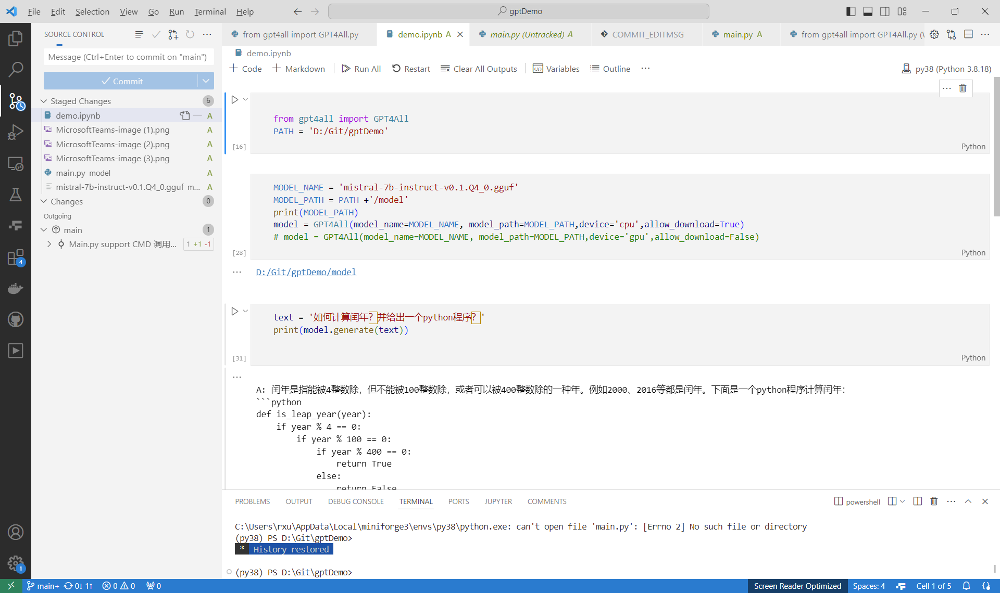 File Edit Selection View Go Run Terminal Help
gptDemo
SOURCE CONTROL
Message (Ctrl+Enter to commit on "main")
Commit
Staged Changes 6
demo.ipynb A
MicrosoftTeams-image (1).png A
MicrosoftTeams-image (2).png A
MicrosoftTeams-image (3).png A
main.py model A
mistral-7b-instruct-v0.1.Q4_0.gguf m... A
Changes 0
Outgoing
main 1
Main.py support CMD 调用... 1 +1 -1
4
1
from gpt4all import GPT4All.py
demo.ipynb A
main.py (Untracked) A
COMMIT_EDITMSG
main.py A
from gpt4all import GPT4All.py (
demo.ipynb
Code Markdown Run All Restart Clear All Outputs Variables Outline ... py38 (Python 3.8.18)
from gpt4all import GPT4All
PATH = 'D:/Git/gptDemo'
[16] Python
MODEL_NAME = 'mistral-7b-instruct-v0.1.Q4_0.gguf'
MODEL_PATH = PATH +'/model'
print(MODEL_PATH)
model = GPT4All(model_name=MODEL_NAME, model_path=MODEL_PATH,device='cpu',allow_download=True)
# model = GPT4All(model_name=MODEL_NAME, model_path=MODEL_PATH,device='gpu',allow_download=False)
[28] Python
... D:/Git/gptDemo/model
text = '如何计算闰年？并给出一个python程序？'
print(model.generate(text))
[31] Python
...
A: 闰年是指能被4整数除，但不能被100整数除，或者可以被400整数除的一种年。例如2000、2016等都是闰年。下面是一个python程序计算闰年：
```python
def is_leap_year(year):
    if year % 4 == 0:
        if year % 100 == 0:
            if year % 400 == 0:
                return True
            else:
                return False
PROBLEMS OUTPUT DEBUG CONSOLE TERMINAL PORTS JUPYTER COMMENTS
powershell
C:\Users\rxu\AppData\Local\miniforge3\envs\py38\python.exe: can't open file 'main.py': [Errno 2] No such file or directory
(py38) PS D:\Git\gptDemo>
* History restored
(py38) PS D:\Git\gptDemo>
main+ 0↓ 1↑ 0 0 0
Screen Reader Optimized Spaces: 4 Cell 1 of 5